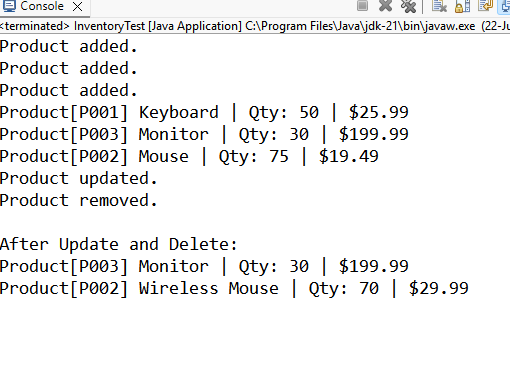 Console
<terminated> InventoryTest [Java Application] C:\Program Files\Java\jdk-21\bin\javaw.exe (22-Ju
Product added.
Product added.
Product added.
Product[P001] Keyboard | Qty: 50 | $25.99
Product[P003] Monitor | Qty: 30 | $199.99
Product[P002] Mouse | Qty: 75 | $19.49
Product updated.
Product removed.

After Update and Delete:
Product[P003] Monitor | Qty: 30 | $199.99
Product[P002] Wireless Mouse | Qty: 70 | $29.99